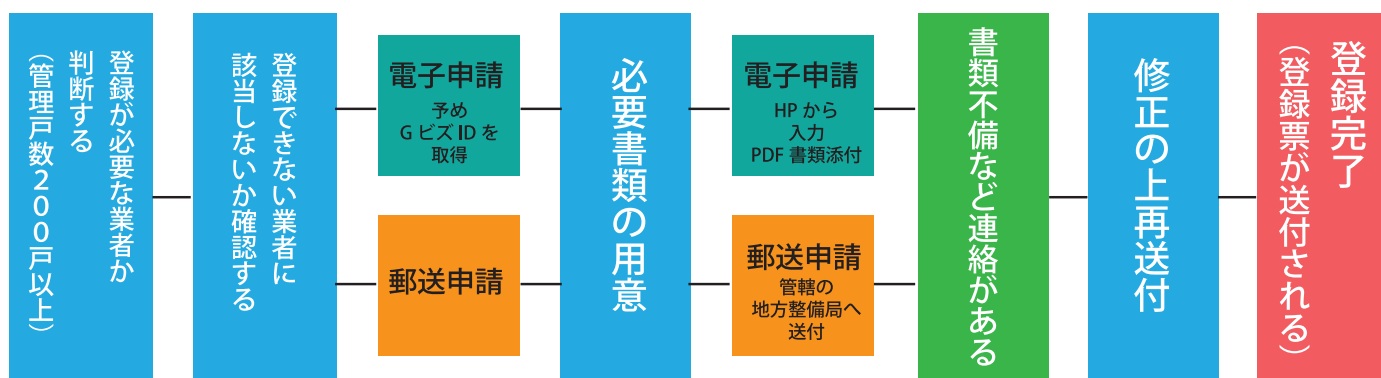 登録が必要な業者か
判断する
（管理戸数２００戸以上）
登録できない業者に
該当しないか確認する
電子申請
予め
G ビズ ID を
取得
郵送申請
必要書類の用意
電子申請
HP から
入力
PDF 書類添付
郵送申請
管轄の
地方整備局へ
送付
書類不備など連絡がある
修正の上再送付
登録完了
（登録票が送付される）